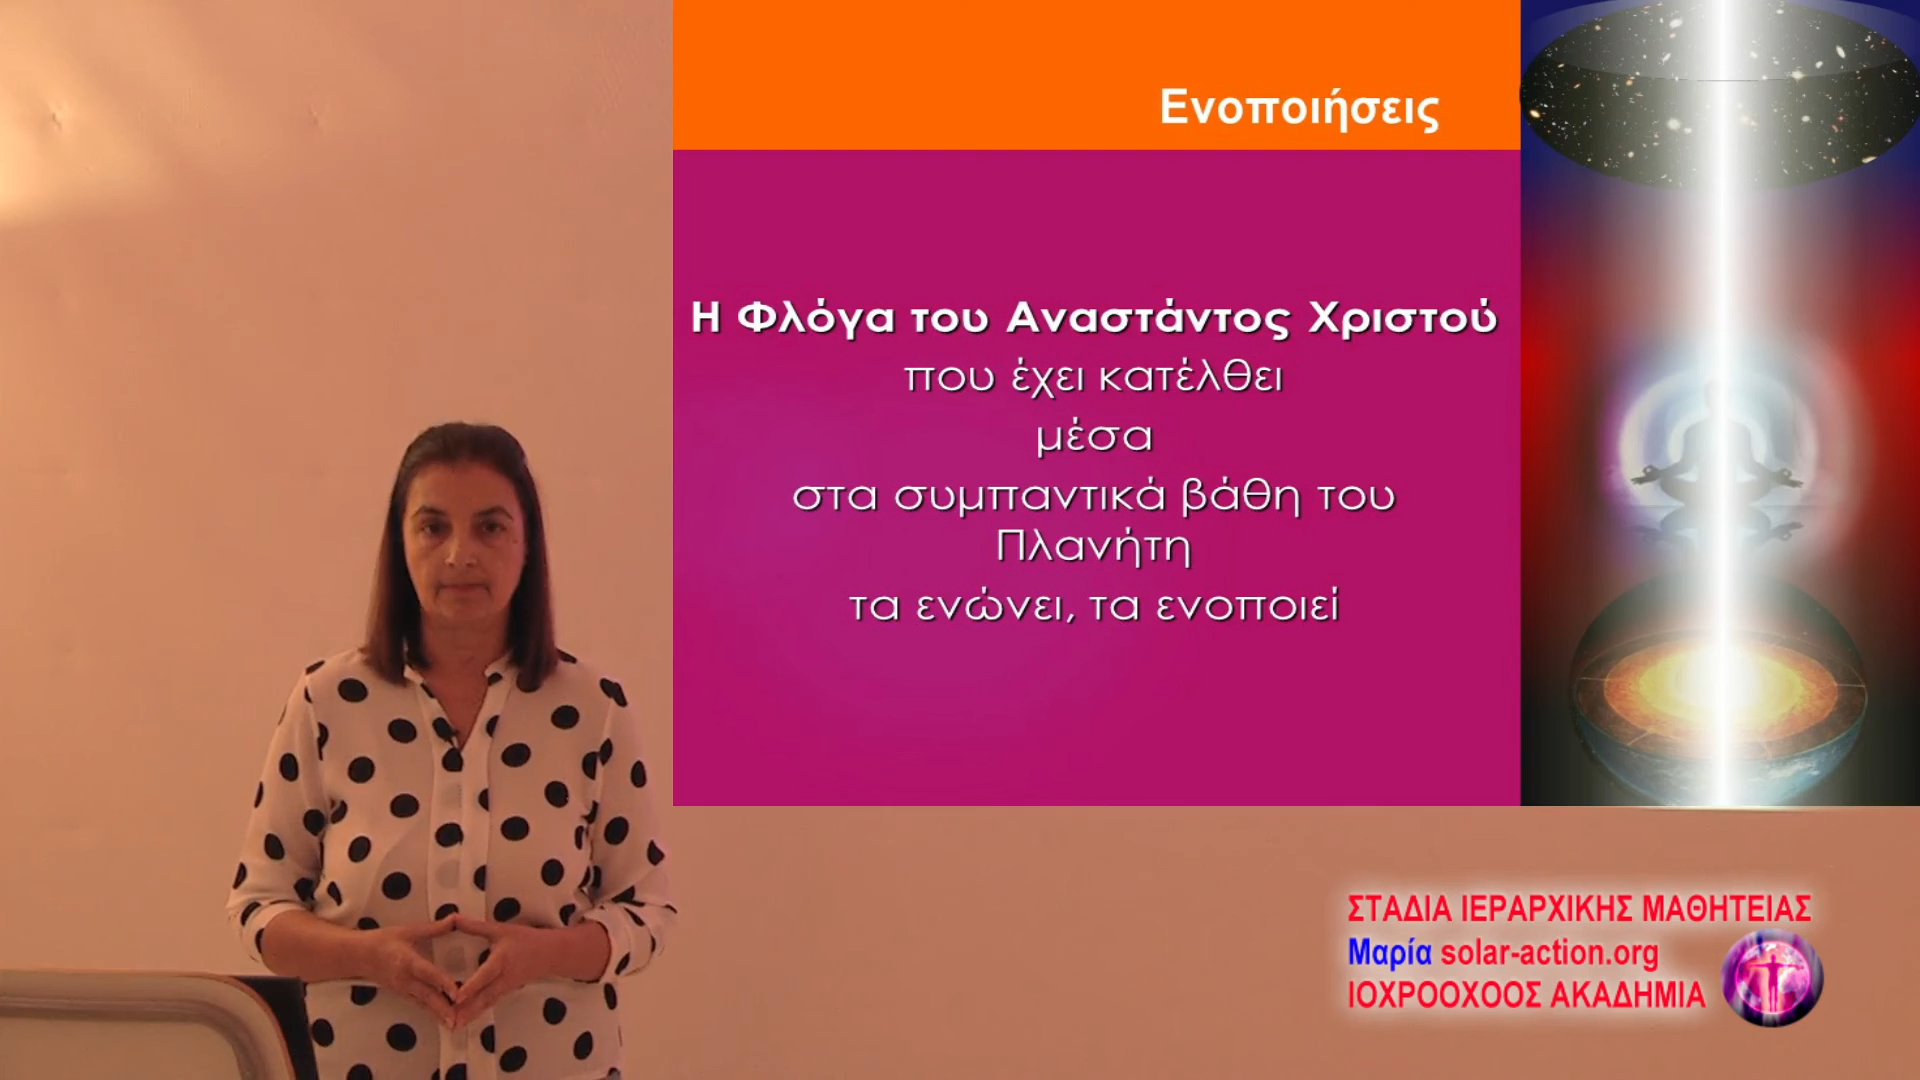 Ενοποιήσεις
Η Φλόγα του Αναστάντος Χριστού
που έχει κατέλθει
μέσα
στα συμπαντικά βάθη του
Πλανήτη
τα ενώνει, τα ενοποιεί
ΣΤΑΔΙΑ ΙΕΡΑΡΧΙΚΗΣ ΜΑΘΗΤΕΙΑΣ
Μαρία solar-action.org
ΙΟΧΡΟΟΧΟΟΣ ΑΚΑΔΗΜΙΑ